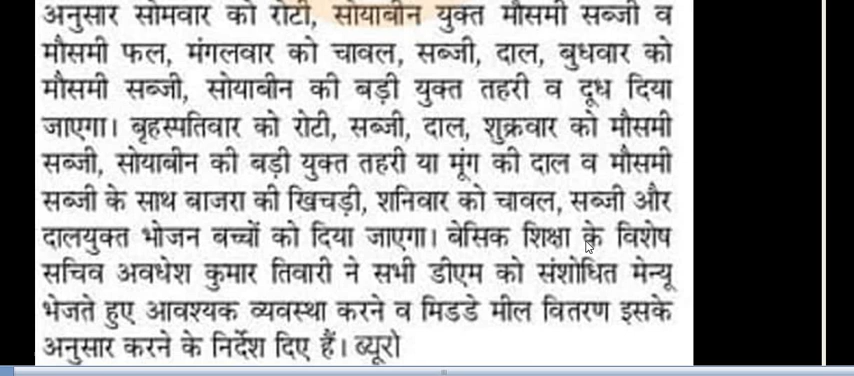 अनुसार सोमवार को रोटी, सोयाबीन युक्त मौसमी सब्जी व
मौसमी फल, मंगलवार को चावल, सब्जी, दाल, बुधवार को
मौसमी सब्जी, सोयाबीन की बड़ी युक्त तहरी व दूध दिया
जाएगा। बृहस्पतिवार को रोटी, सब्जी, दाल, शुक्रवार को मौसमी
सब्जी, सोयाबीन की बड़ी युक्त तहरी या मूंग की दाल व मौसमी
सब्जी के साथ बाजरा की खिचड़ी, शनिवार को चावल, सब्जी और
दालयुक्त भोजन बच्चों को दिया जाएगा। बेसिक शिक्षा के विशेष
सचिव अवधेश कुमार तिवारी ने सभी डीएम को संशोधित मेन्यू
भेजते हुए आवश्यक व्यवस्था करने व मिडडे मील वितरण इसके
अनुसार करने के निर्देश दिए हैं। ब्यूरो